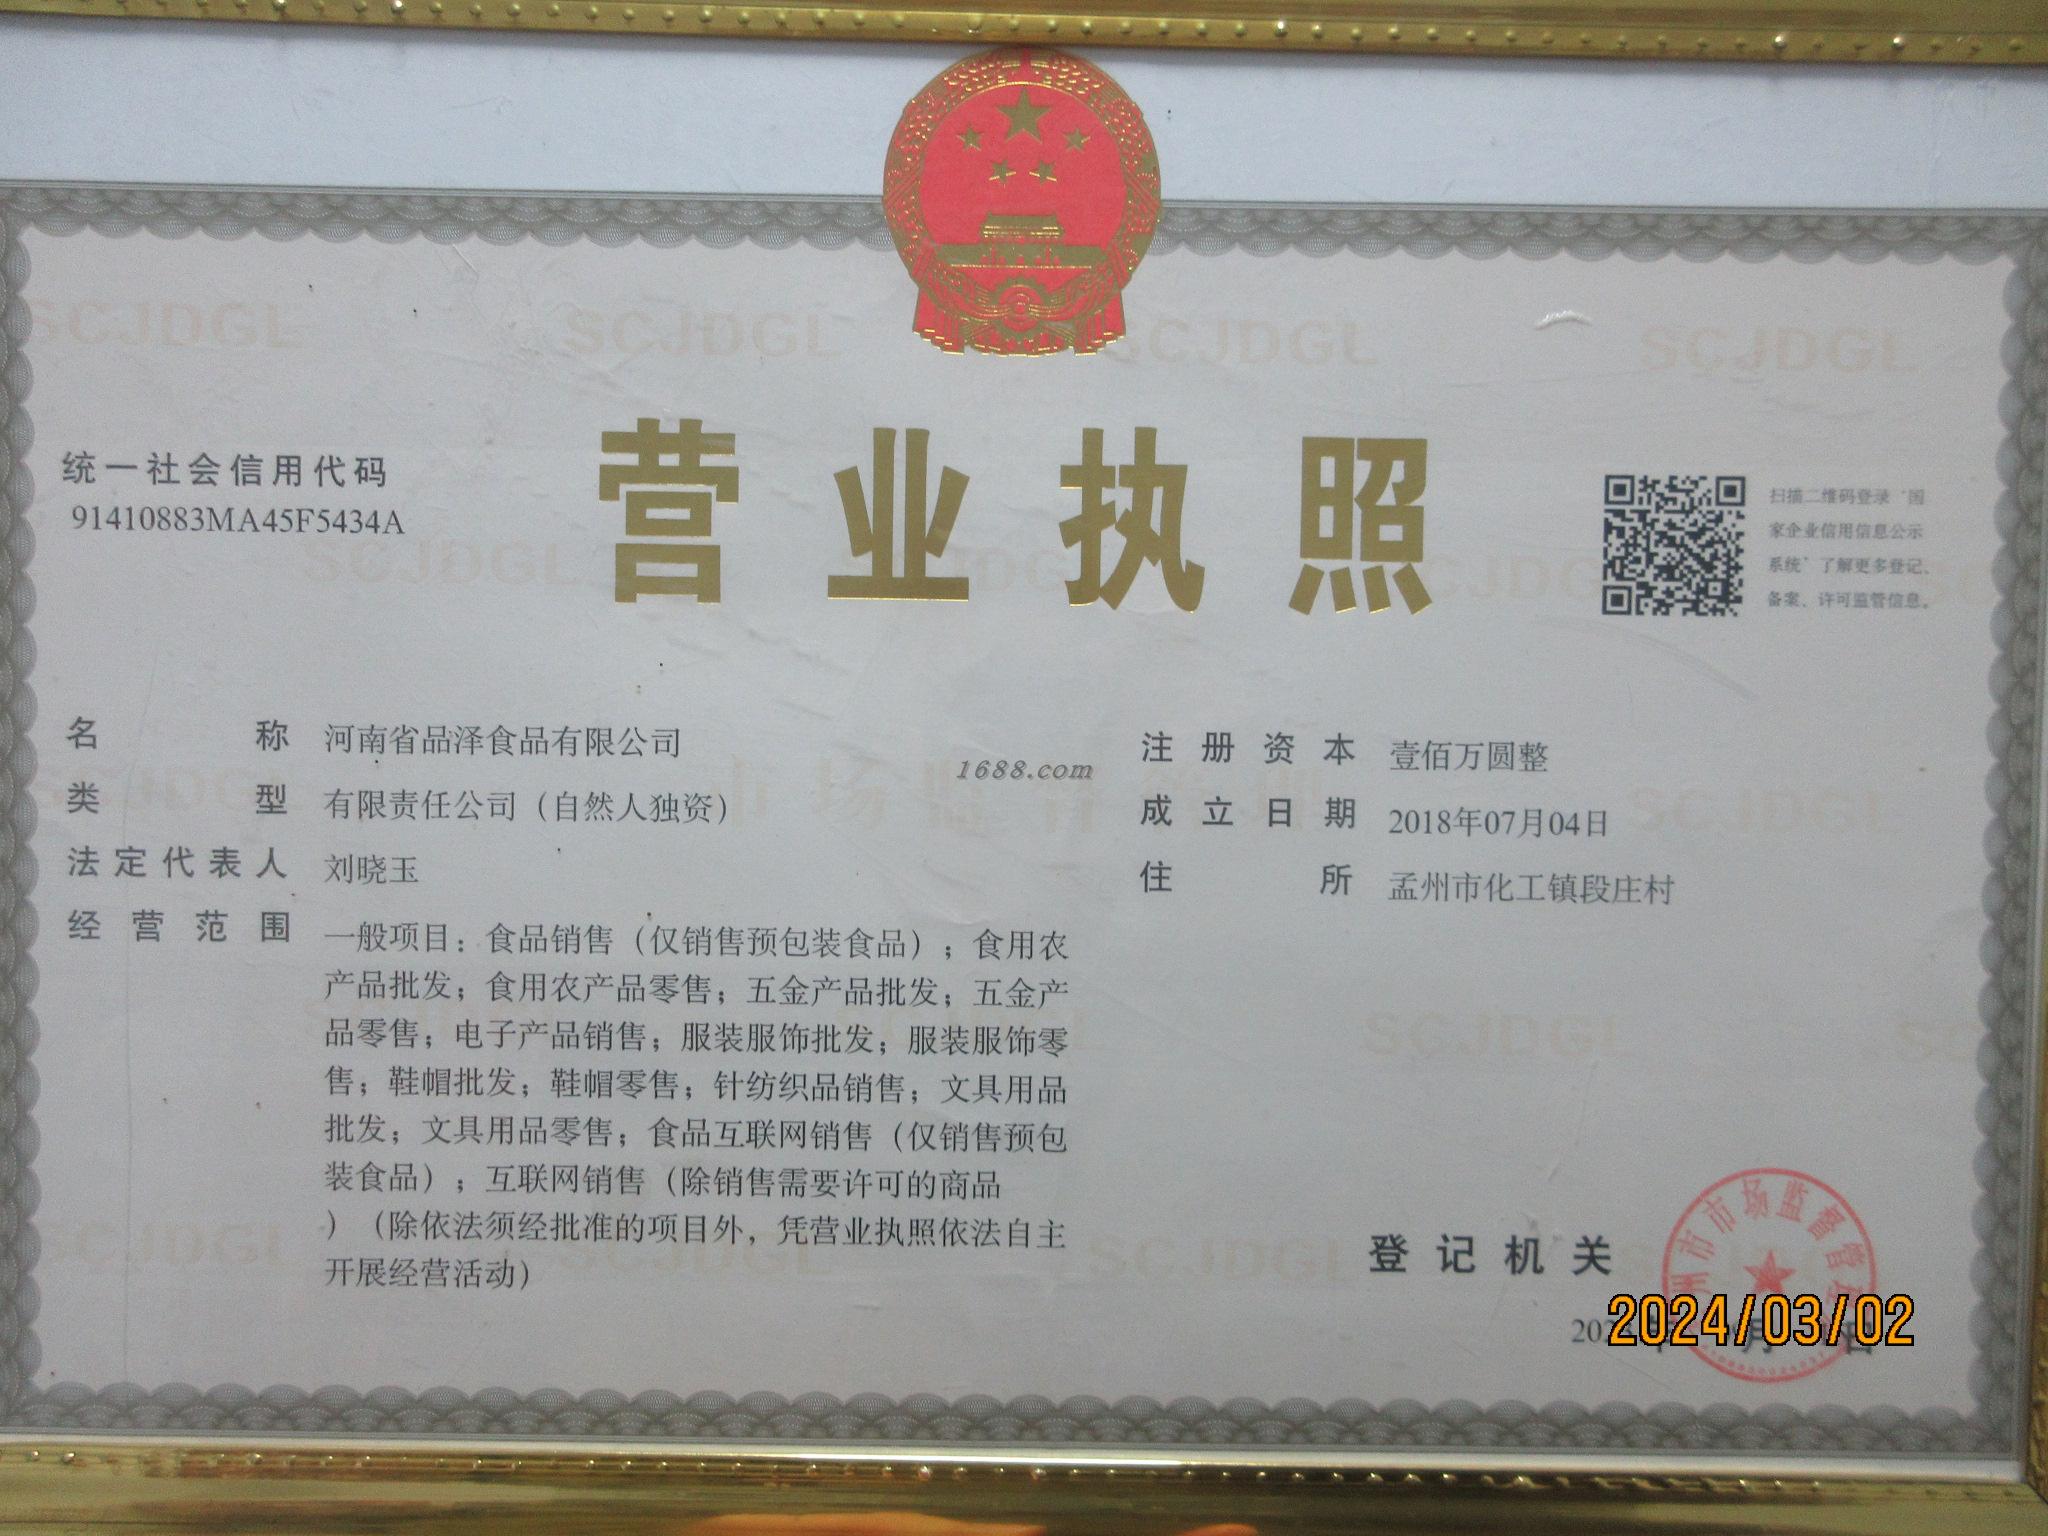 SCJDGL SCJDGL SCJDGL SCJDGL
营业执照
统一社会信用代码
91410883MA45F5434A
扫描二维码登录“国
家企业信用信息公示
系统”了解更多登记、
备案、许可监管信息。
名称 河南省品泽食品有限公司
类型 有限责任公司（自然人独资）
法定代表人 刘晓玉
经营范围 一般项目：食品销售（仅销售预包装食品）；食用农
产品批发；食用农产品零售；五金产品批发；五金产
品零售；电子产品销售；服装服饰批发；服装服饰零
售；鞋帽批发；鞋帽零售；针纺织品销售；文具用品
批发；文具用品零售；食品互联网销售（仅销售预包
装食品）；互联网销售（除销售需要许可的商品
）（除依法须经批准的项目外，凭营业执照依法自主
开展经营活动）
1688.com
注册资本 壹佰万圆整
成立日期 2018年07月04日
住所 孟州市化工镇段庄村
登记机关
州市市场监督管理
月 日
2024/03/02